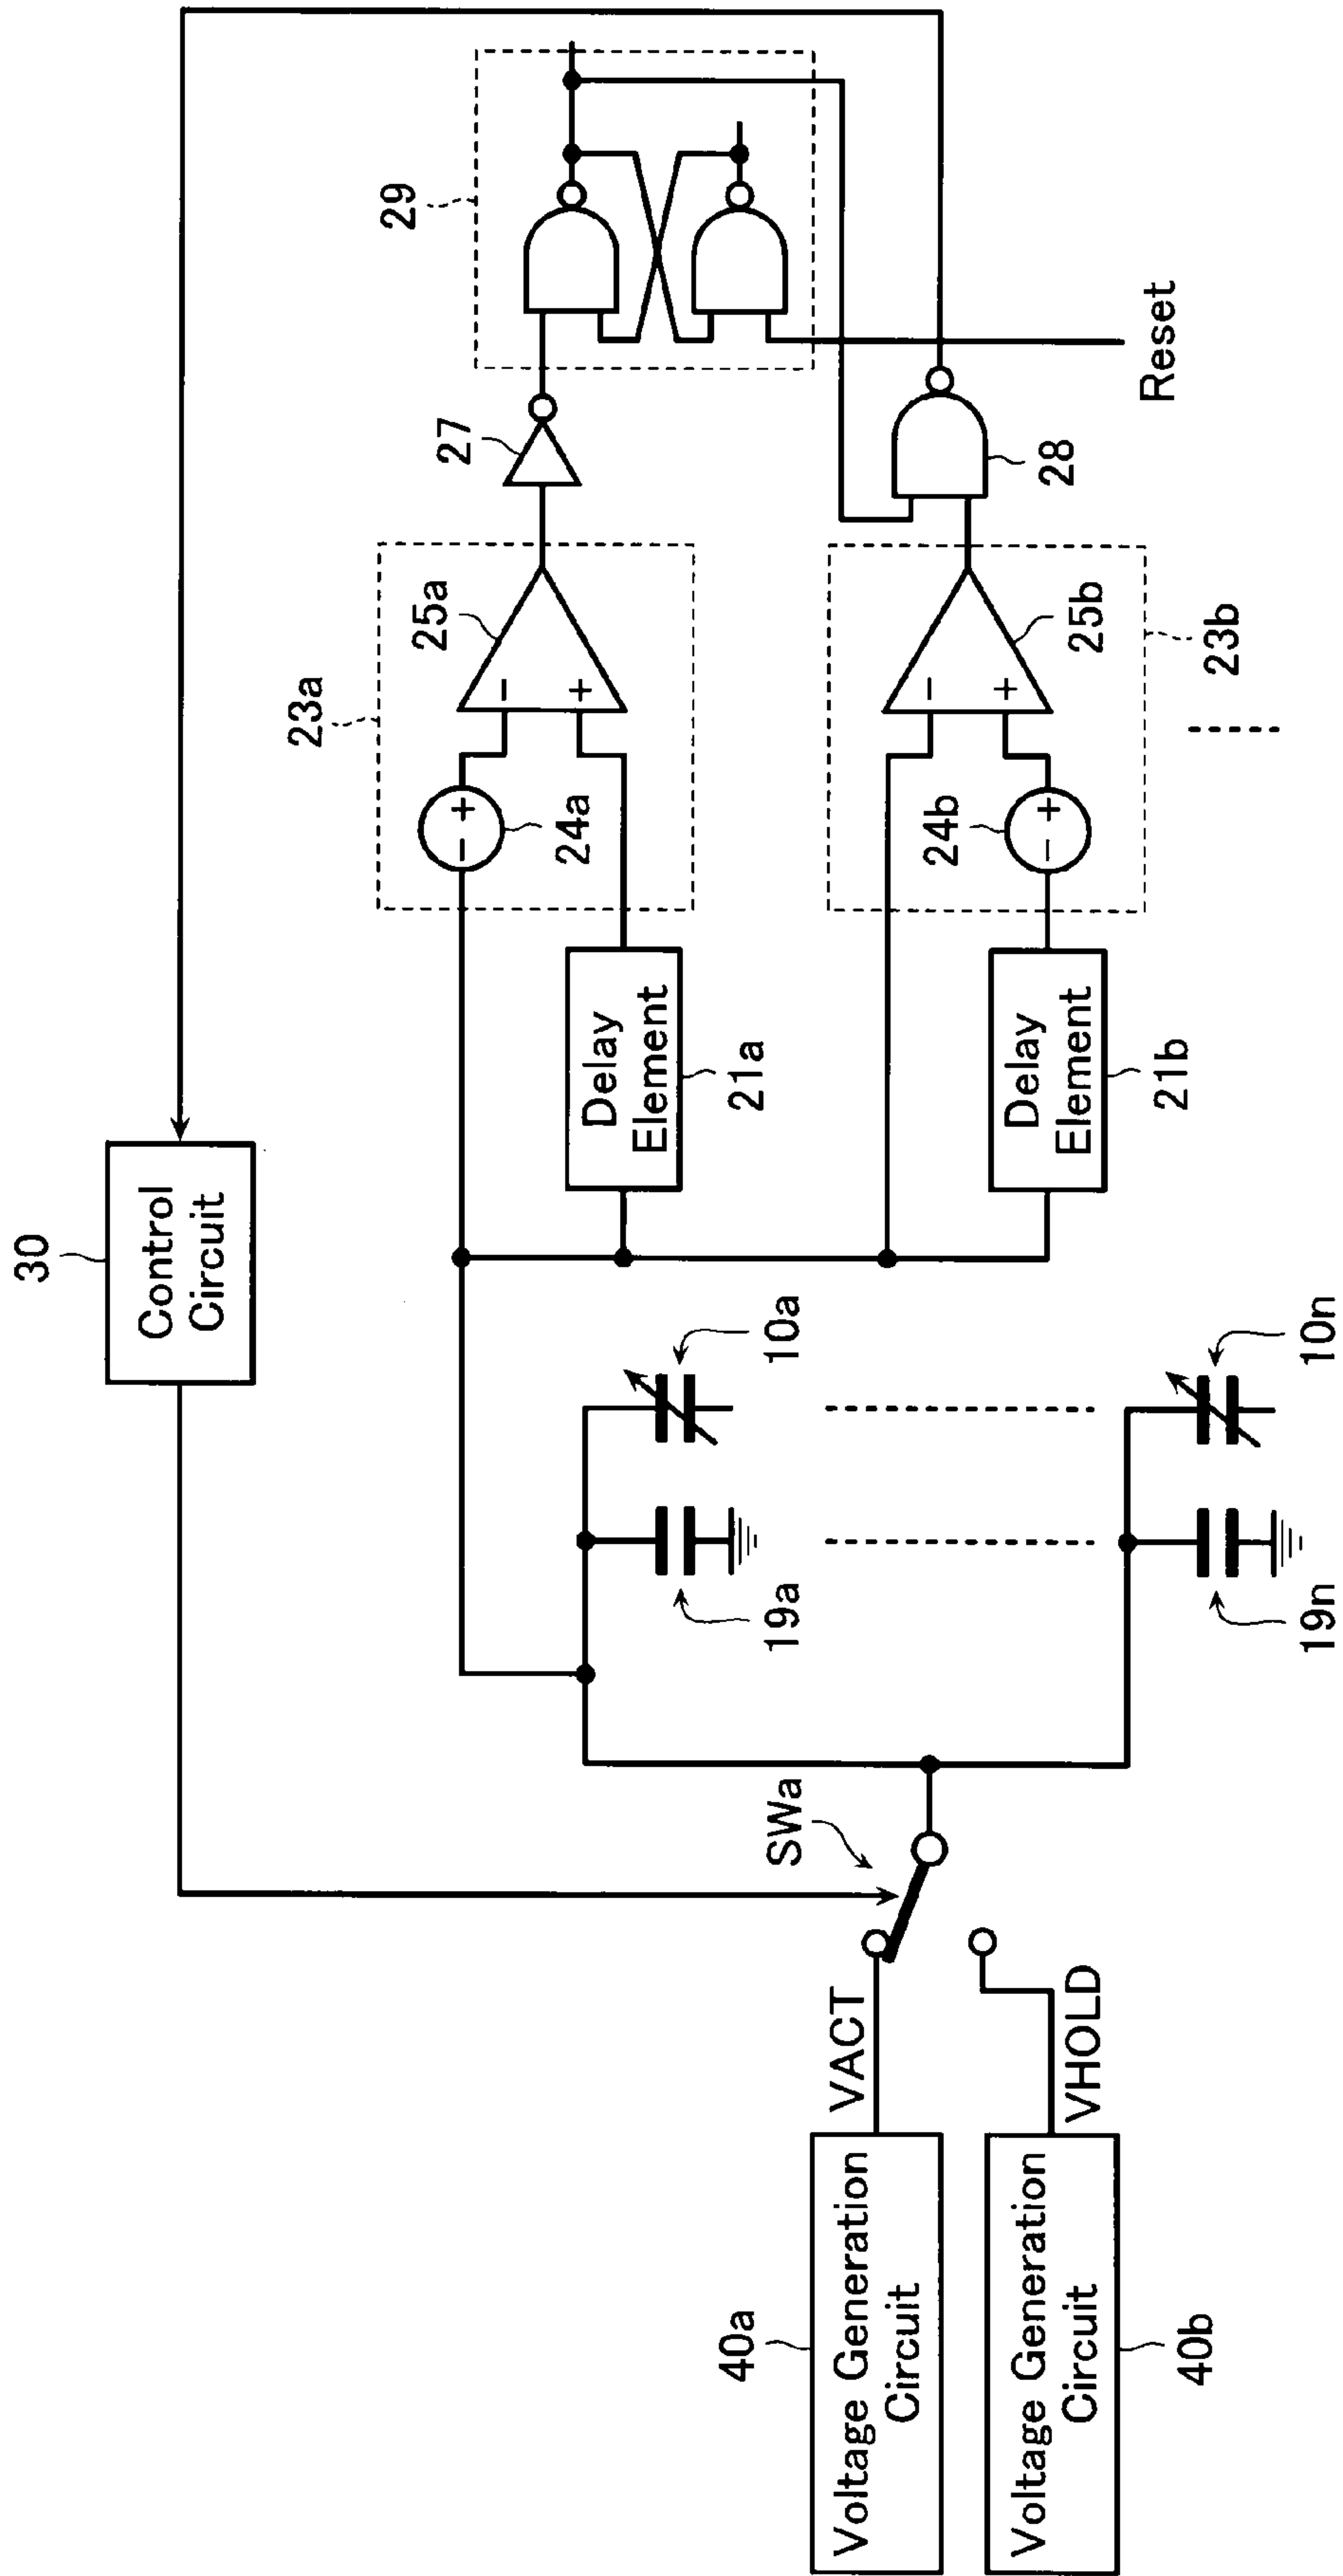 30
Control
Circuit
29
27
25a
23a
24a
Delay
Element
21a
Reset
28
25b
23b
24b
Delay
Element
21b
-
+
-
+
-
+
-
+
10a
19a
10n
19n
SWa
VACT
VHOLD
40a
Voltage Generation
Circuit
Voltage Generation
Circuit
40b